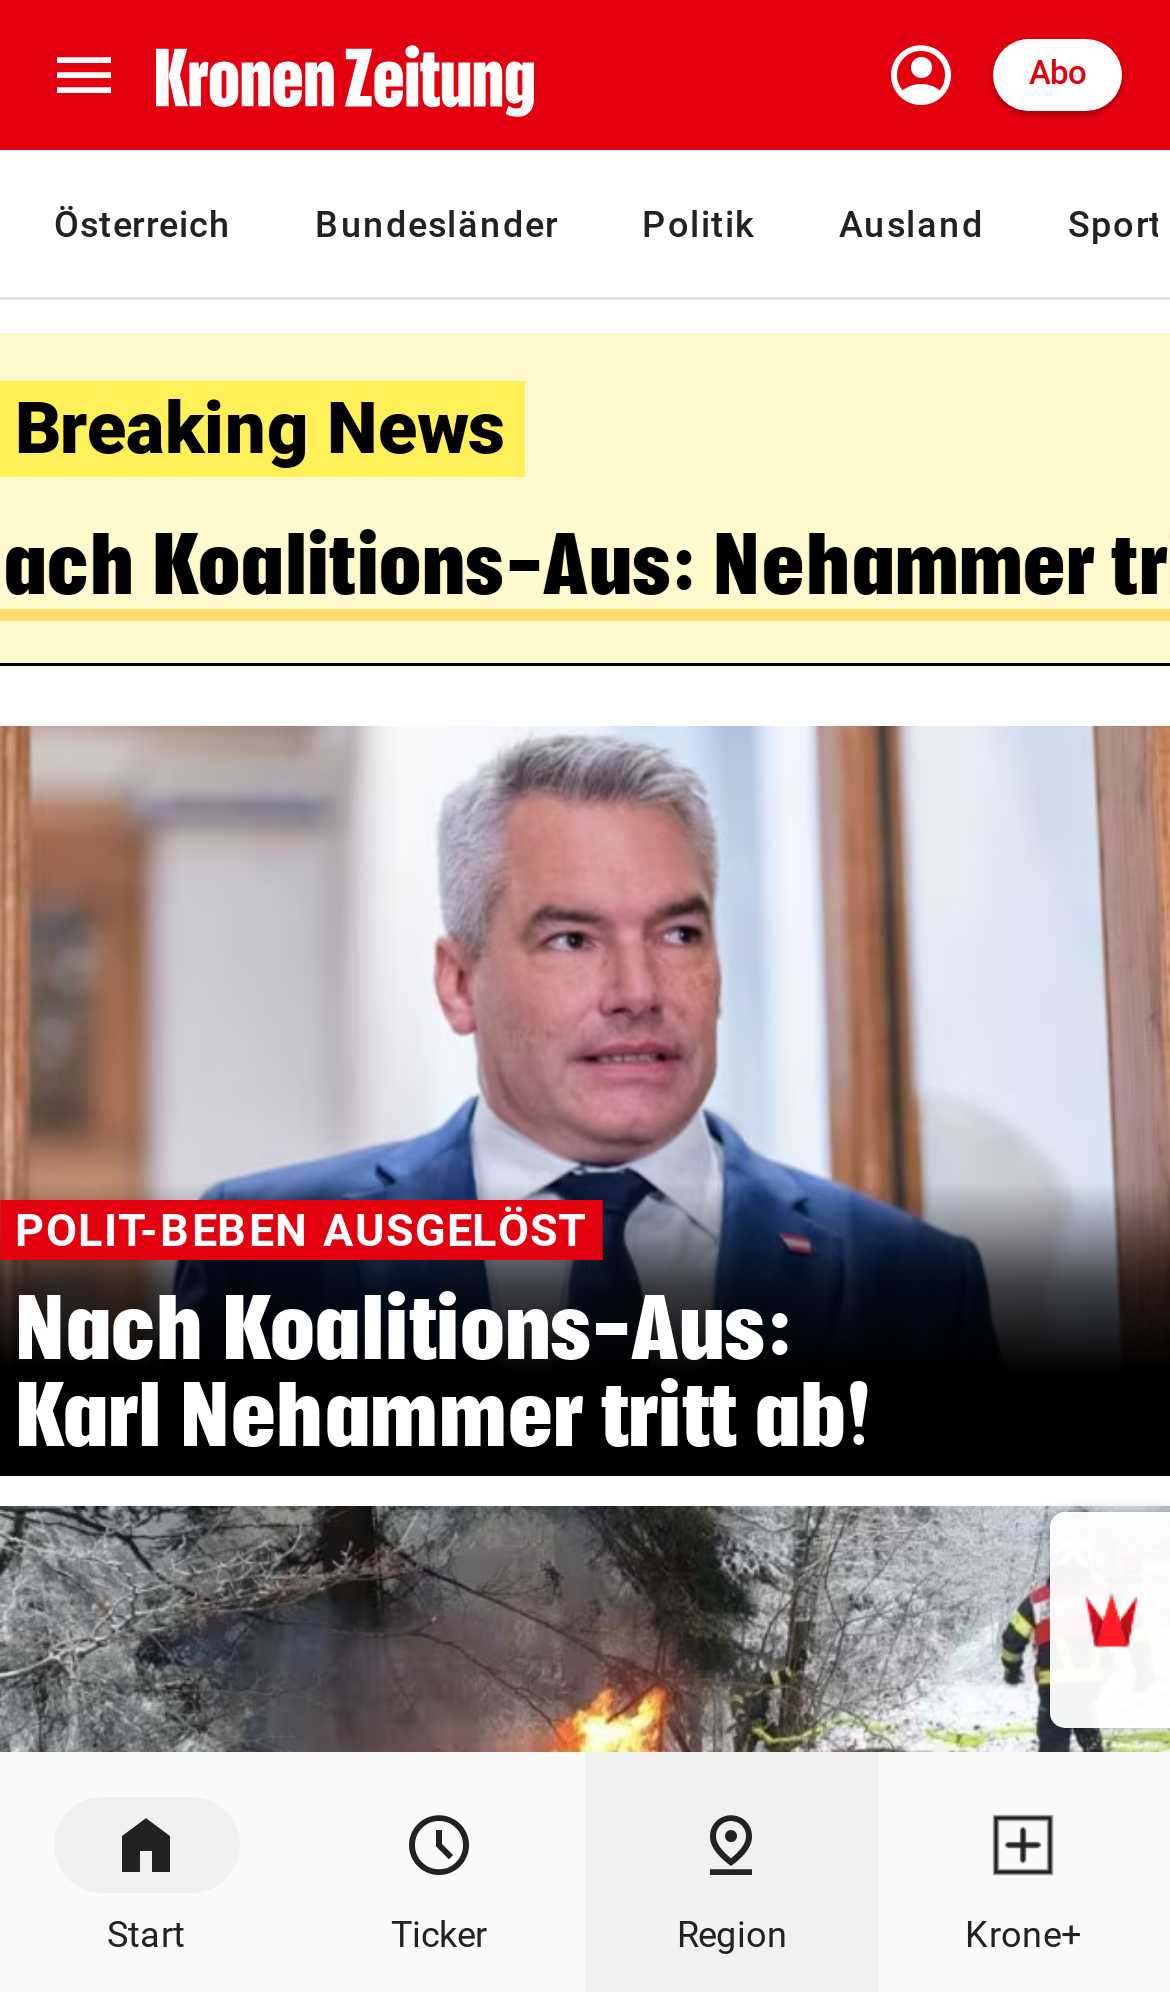 Kronen Zeitung
Abo
Österreich Bundesländer Politik Ausland Sport
Breaking News
ach Koalitions-Aus: Nehammer tri
POLIT-BEBEN AUSGELÖST
Nach Koalitions-Aus:
Karl Nehammer tritt ab!
Start Ticker Region Krone+